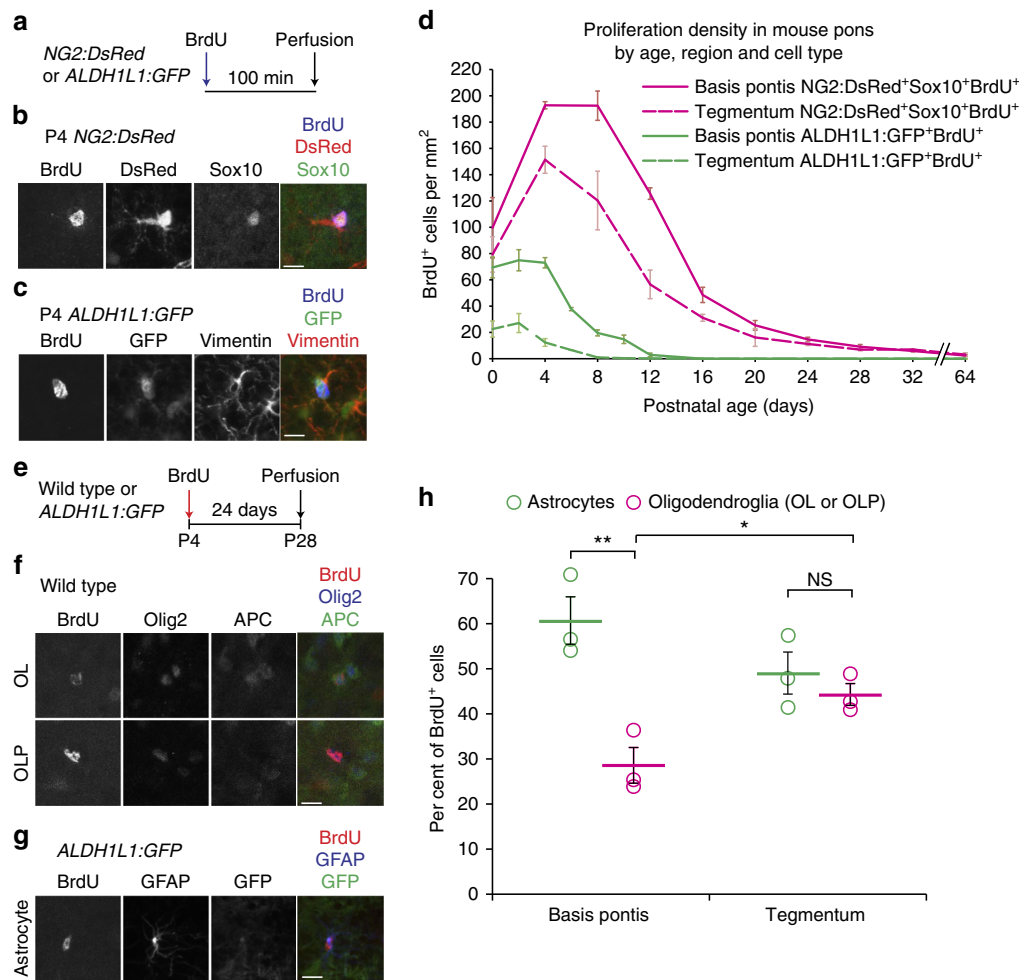 a
NG2:DsRed
or ALDH1L1:GFP
BrdU
Perfusion
100 min
b
P4 NG2:DsRed
BrdU
DsRed
Sox10
BrdU
DsRed
Sox10
c
P4 ALDH1L1:GFP
BrdU
GFP
Vimentin
BrdU
GFP
Vimentin
d
Proliferation density in mouse pons
by age, region and cell type
Basis pontis NG2:DsRed+Sox10+BrdU+
Tegmentum NG2:DsRed+Sox10+BrdU+
Basis pontis ALDH1L1:GFP+BrdU+
Tegmentum ALDH1L1:GFP+BrdU+
BrdU+ cells per mm2
220
200
180
160
140
120
100
80
60
40
20
0
0 4 8 12 16 20 24 28 32 64
Postnatal age (days)
e
Wild type or
ALDH1L1:GFP
BrdU
Perfusion
24 days
P4
P28
f
Wild type
BrdU
Olig2
APC
BrdU
Olig2
APC
OL
OLP
g
ALDH1L1:GFP
BrdU
GFAP
GFP
BrdU
GFAP
GFP
Astrocyte
h
Astrocytes
Oligodendroglia (OL or OLP)
**
*
NS
Per cent of BrdU+ cells
70
60
50
40
30
20
10
0
Basis pontis
Tegmentum